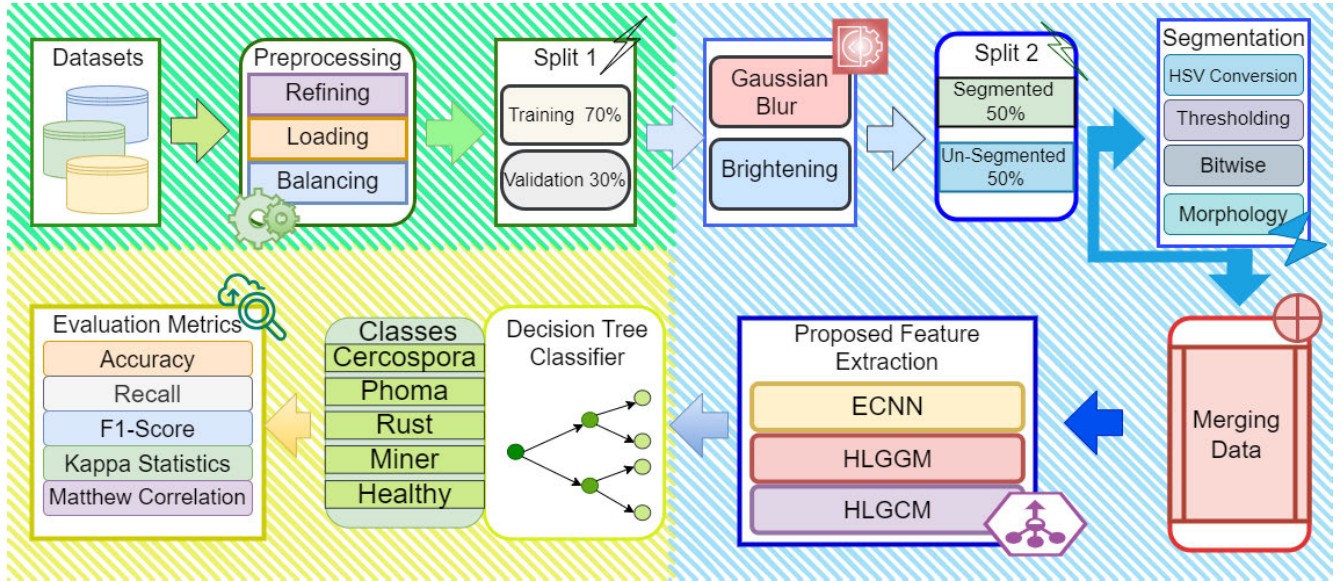 Datasets
Preprocessing
Refining
Loading
Balancing
Split 1
Training 70%
Validation 30%
Gaussian
Blur
Brightening
Split 2
Segmented
50%
Un-Segmented
50%
Segmentation
HSV Conversion
Thresholding
Bitwise
Morphology
Merging
Data
Proposed Feature
Extraction
ECNN
HLGGM
HLGCM
Decision Tree
Classifier
Classes
Cercospora
Phoma
Rust
Miner
Healthy
Evaluation Metrics
Accuracy
Recall
F1-Score
Kappa Statistics
Matthew Correlation